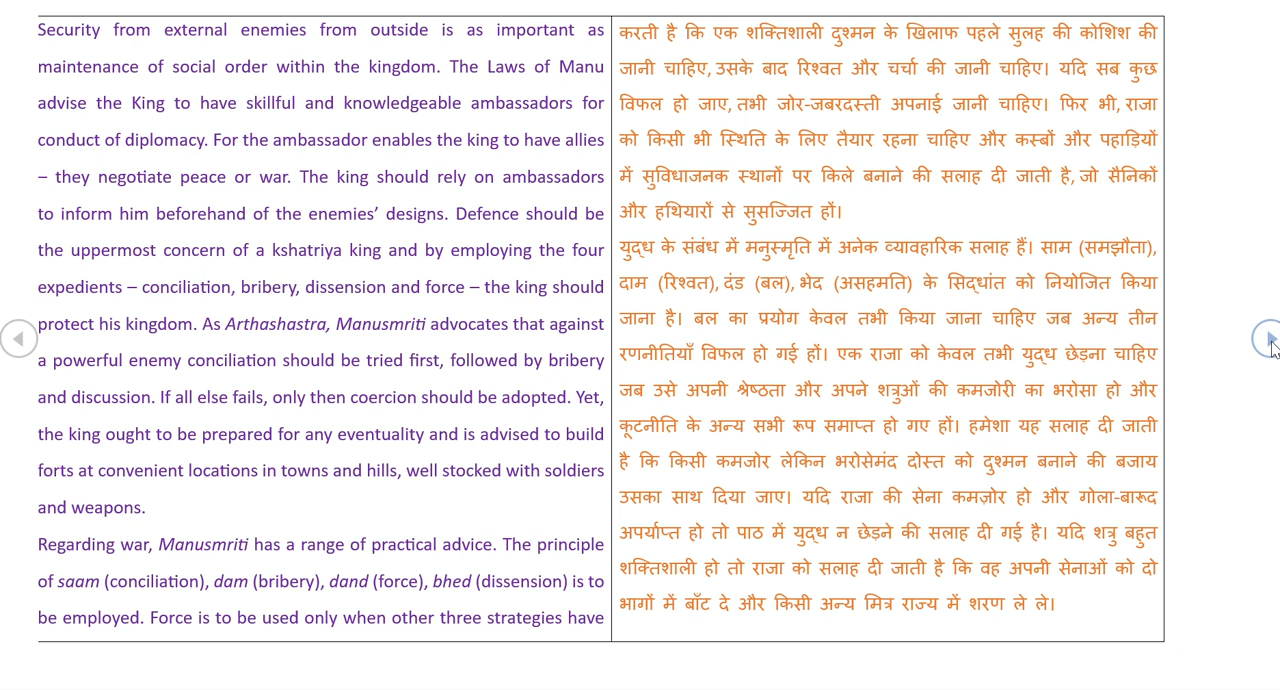 Security from external enemies from outside is as important as
maintenance of social order within the kingdom. The Laws of Manu
advise the King to have skillful and knowledgeable ambassadors for
conduct of diplomacy. For the ambassador enables the king to have allies
– they negotiate peace or war. The king should rely on ambassadors
to inform him beforehand of the enemies’ designs. Defence should be
the uppermost concern of a kshatriya king and by employing the four
expedients – conciliation, bribery, dissension and force – the king should
protect his kingdom. As Arthashastra, Manusmriti advocates that against
a powerful enemy conciliation should be tried first, followed by bribery
and discussion. If all else fails, only then coercion should be adopted. Yet,
the king ought to be prepared for any eventuality and is advised to build
forts at convenient locations in towns and hills, well stocked with soldiers
and weapons.
Regarding war, Manusmriti has a range of practical advice. The principle
of saam (conciliation), dam (bribery), dand (force), bhed (dissension) is to
be employed. Force is to be used only when other three strategies have
करती है कि एक शक्तिशाली दुश्मन के खिलाफ पहले सुलह की कोशिश की
जानी चाहिए, उसके बाद रिश्वत और चर्चा की जानी चाहिए। यदि सब कुछ
विफल हो जाए, तभी जोर-जबरदस्ती अपनाई जानी चाहिए। फिर भी, राजा
को किसी भी स्थिति के लिए तैयार रहना चाहिए और कस्बों और पहाड़ियों
में सुविधाजनक स्थानों पर किले बनाने की सलाह दी जाती है, जो सैनिकों
और हथियारों से सुसज्जित हों।
युद्ध के संबंध में मनुस्मृति में अनेक व्यावहारिक सलाह हैं। साम (समझौता),
दाम (रिश्वत), दंड (बल), भेद (असहमति) के सिद्धांत को नियोजित किया
जाना है। बल का प्रयोग केवल तभी किया जाना चाहिए जब अन्य तीन
रणनीतियाँ विफल हो गई हों। एक राजा को केवल तभी युद्ध छेड़ना चाहिए
जब उसे अपनी श्रेष्ठता और अपने शत्रुओं की कमजोरी का भरोसा हो और
कूटनीति के अन्य सभी रूप समाप्त हो गए हों। हमेशा यह सलाह दी जाती
है कि किसी कमजोर लेकिन भरोसेमंद दोस्त को दुश्मन बनाने की बजाय
उसका साथ दिया जाए। यदि राजा की सेना कमज़ोर हो और गोला-बारूद
अपर्याप्त हो तो पाठ में युद्ध न छेड़ने की सलाह दी गई है। यदि शत्रु बहुत
शक्तिशाली हो तो राजा को सलाह दी जाती है कि वह अपनी सेनाओं को दो
भागों में बाँट दे और किसी अन्य मित्र राज्य में शरण ले ले।